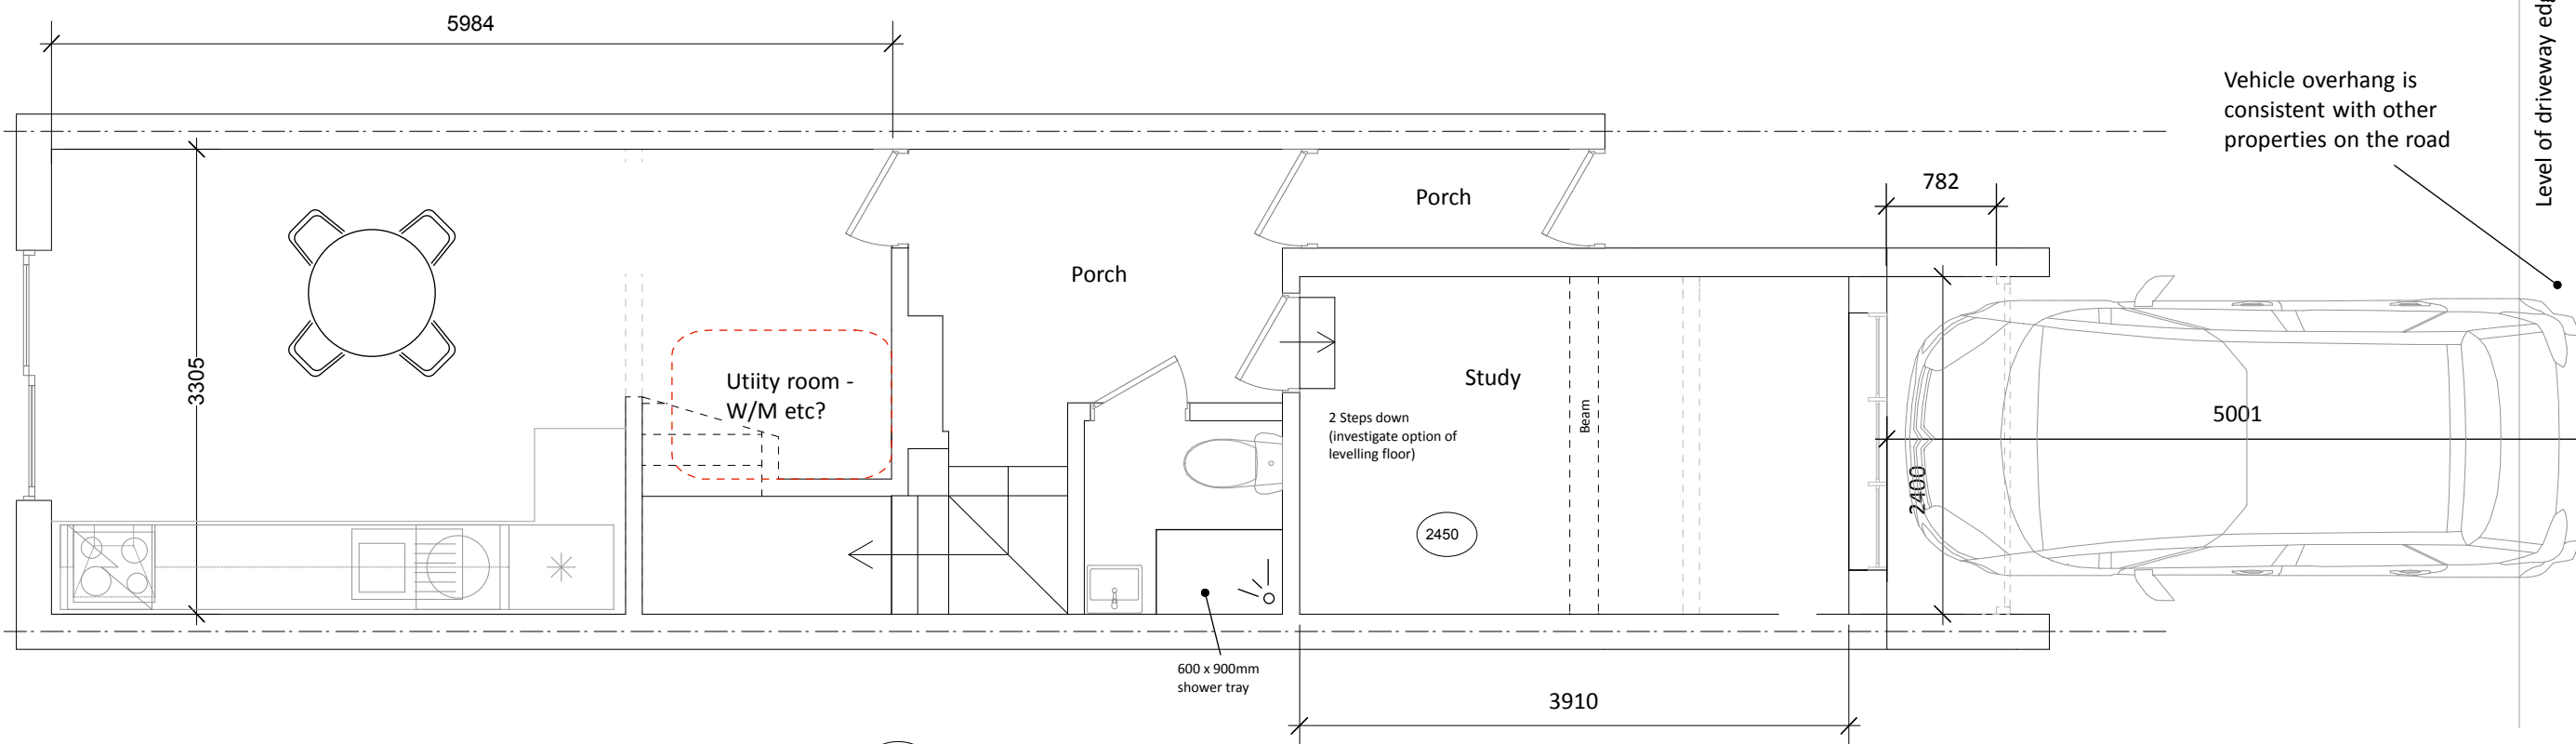 5984
Vehicle overhang is
consistent with other
properties on the road
Level of driveway edg
782
Porch
Porch
3305
Utiity room -
W/M etc?
Study
2 Steps down
(investigate option of
levelling floor)
Beam
5001
2400
2450
600 x 900mm
shower tray
3910